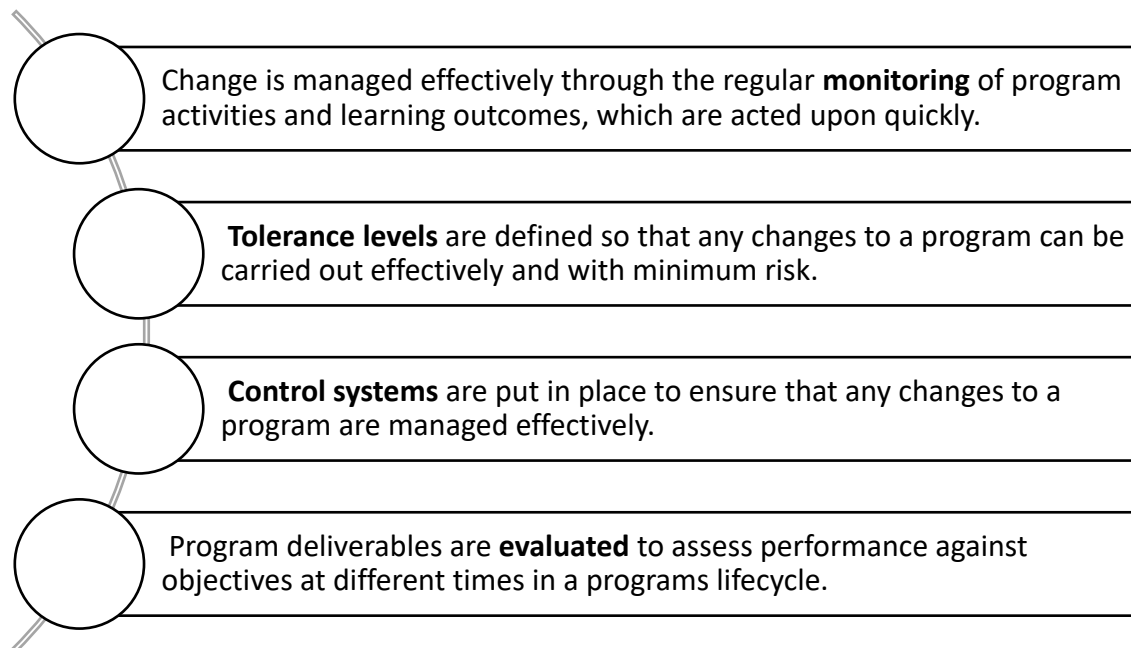 Change is managed effectively through the regular monitoring of program
activities and learning outcomes, which are acted upon quickly.
Tolerance levels are defined so that any changes to a program can be
carried out effectively and with minimum risk.
Control systems are put in place to ensure that any changes to a
program are managed effectively.
Program deliverables are evaluated to assess performance against
objectives at different times in a programs lifecycle.